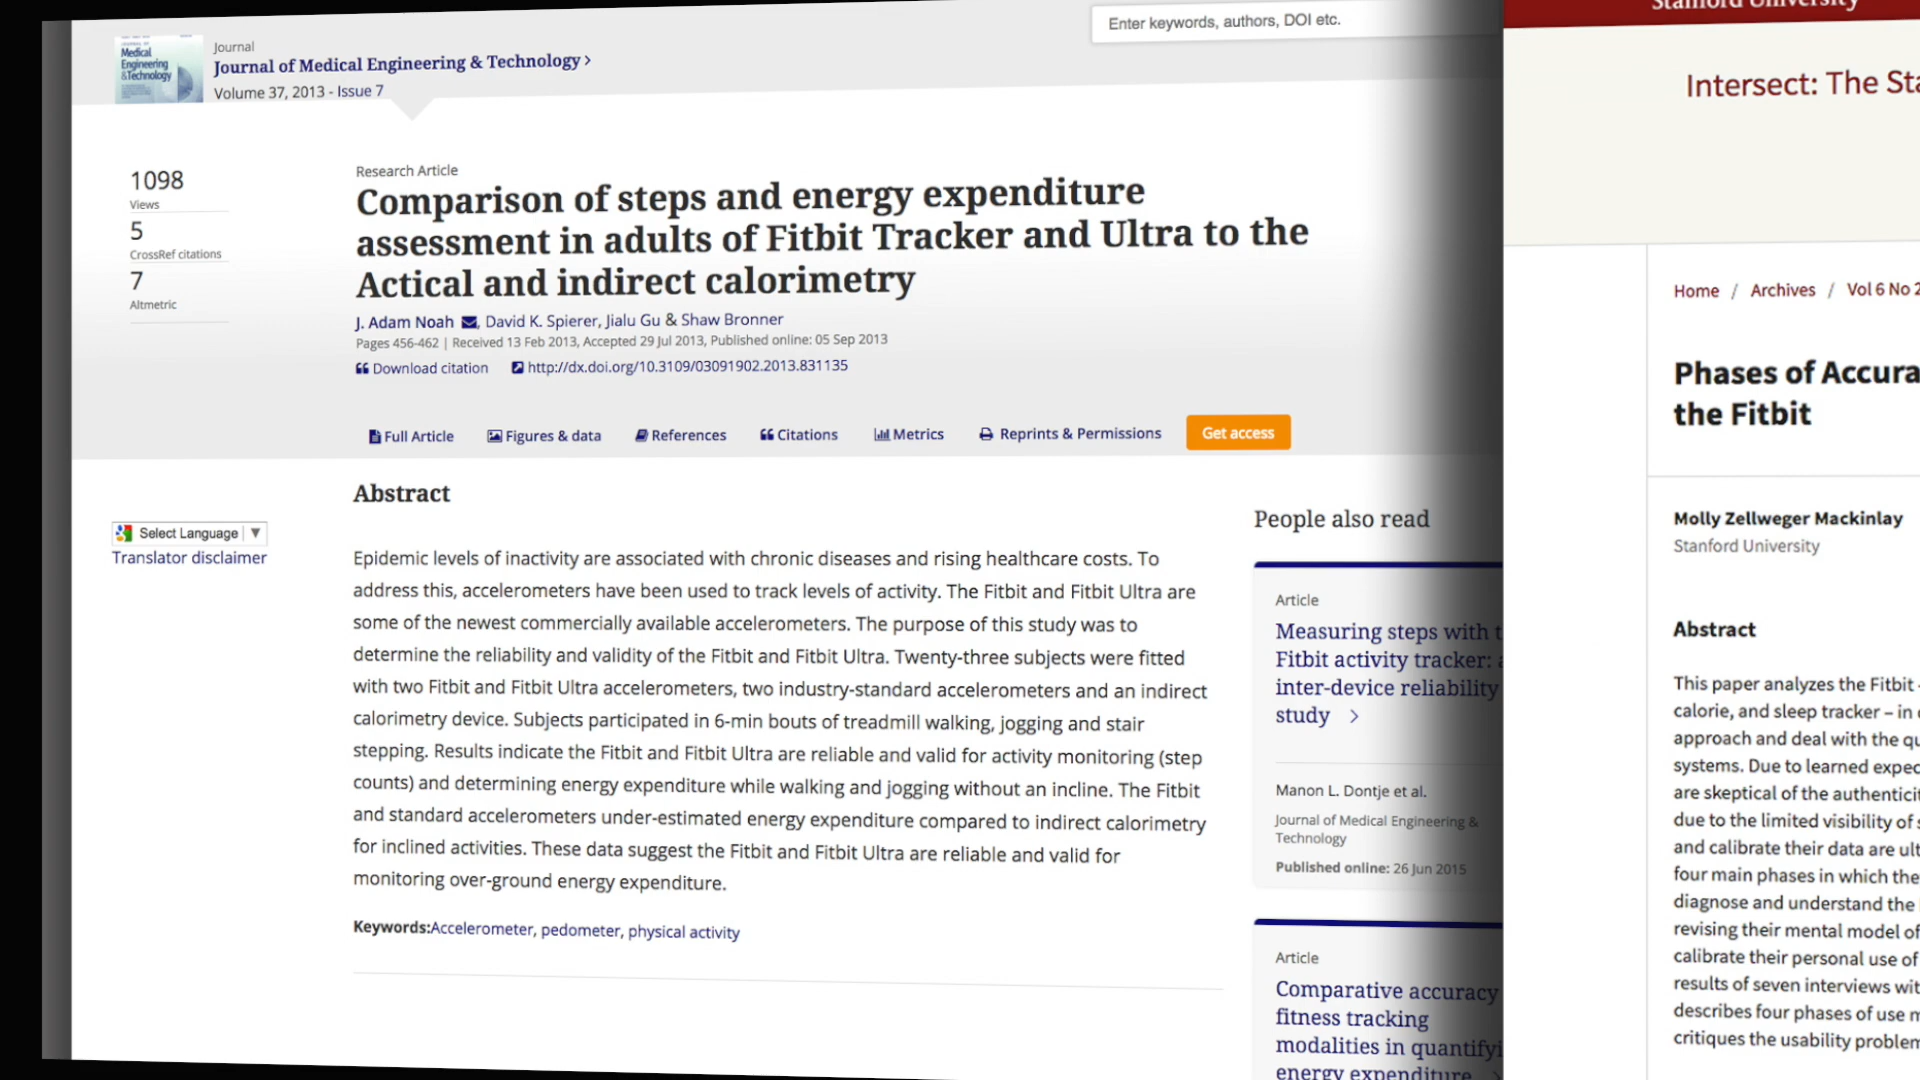 Journal
Journal of Medical Engineering & Technology >
Volume 37, 2013 - Issue 7
Medical
Engineering
&Technology
Enter keywords, authors, DOI etc.
1098
Views
5
CrossRef citations
7
Altmetric
Research Article
Comparison of steps and energy expenditure
assessment in adults of Fitbit Tracker and Ultra to the
Actical and indirect calorimetry
J. Adam Noah, David K. Spierer, Jialu Gu & Shaw Bronner
Pages 456-462 | Received 13 Feb 2013, Accepted 29 Jul 2013, Published online: 05 Sep 2013
Download citation http://dx.doi.org/10.3109/03091902.2013.831135
Full Article Figures & data References Citations Metrics Reprints & Permissions Get access
Select Language ▼
Translator disclaimer
Abstract
Epidemic levels of inactivity are associated with chronic diseases and rising healthcare costs. To
address this, accelerometers have been used to track levels of activity. The Fitbit and Fitbit Ultra are
some of the newest commercially available accelerometers. The purpose of this study was to
determine the reliability and validity of the Fitbit and Fitbit Ultra. Twenty-three subjects were fitted
with two Fitbit and Fitbit Ultra accelerometers, two industry-standard accelerometers and an indirect
calorimetry device. Subjects participated in 6-min bouts of treadmill walking, jogging and stair
stepping. Results indicate the Fitbit and Fitbit Ultra are reliable and valid for activity monitoring (step
counts) and determining energy expenditure while walking and jogging without an incline. The Fitbit
and standard accelerometers under-estimated energy expenditure compared to indirect calorimetry
for inclined activities. These data suggest the Fitbit and Fitbit Ultra are reliable and valid for
monitoring over-ground energy expenditure.
Keywords:Accelerometer, pedometer, physical activity
People also read
Article
Measuring steps with t
Fitbit activity tracker: a
inter-device reliability
study >
Manon L. Dontje et al.
Journal of Medical Engineering &
Technology
Published online: 26 Jun 2015
Article
Comparative accuracy
fitness tracking
modalities in quantifyi
energy expenditure >
Stanford University
Intersect: The Sta
Home / Archives / Vol 6 No 2
Phases of Accura
the Fitbit
Molly Zellweger Mackinlay
Stanford University
Abstract
This paper analyzes the Fitbit
calorie, and sleep tracker – in
approach and deal with the qu
systems. Due to learned expec
are skeptical of the authenticit
due to the limited visibility of s
and calibrate their data are ult
four main phases in which the
diagnose and understand the
revising their mental model of
calibrate their personal use of
results of seven interviews wit
describes four phases of use m
critiques the usability problem